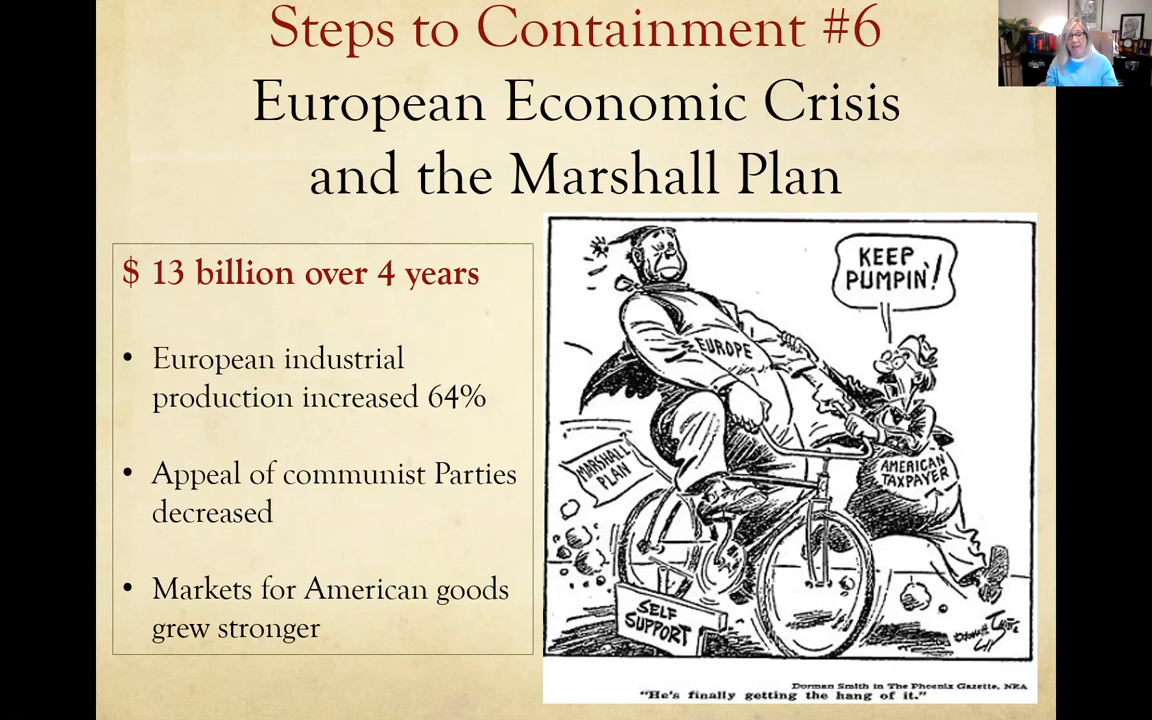 Steps to Containment #6
European Economic Crisis
and the Marshall Plan
$ 13 billion over 4 years
• European industrial
production increased 64%
• Appeal of communist Parties
decreased
• Markets for American goods
grew stronger
KEEP
PUMPIN'!
EUROPE
AMERICAN
TAXPAYER
MARSHALL
PLAN
SELF
SUPPORT
Dorman Smith in The Phoenix Gazette, NEA
"He's finally getting the hang of it."